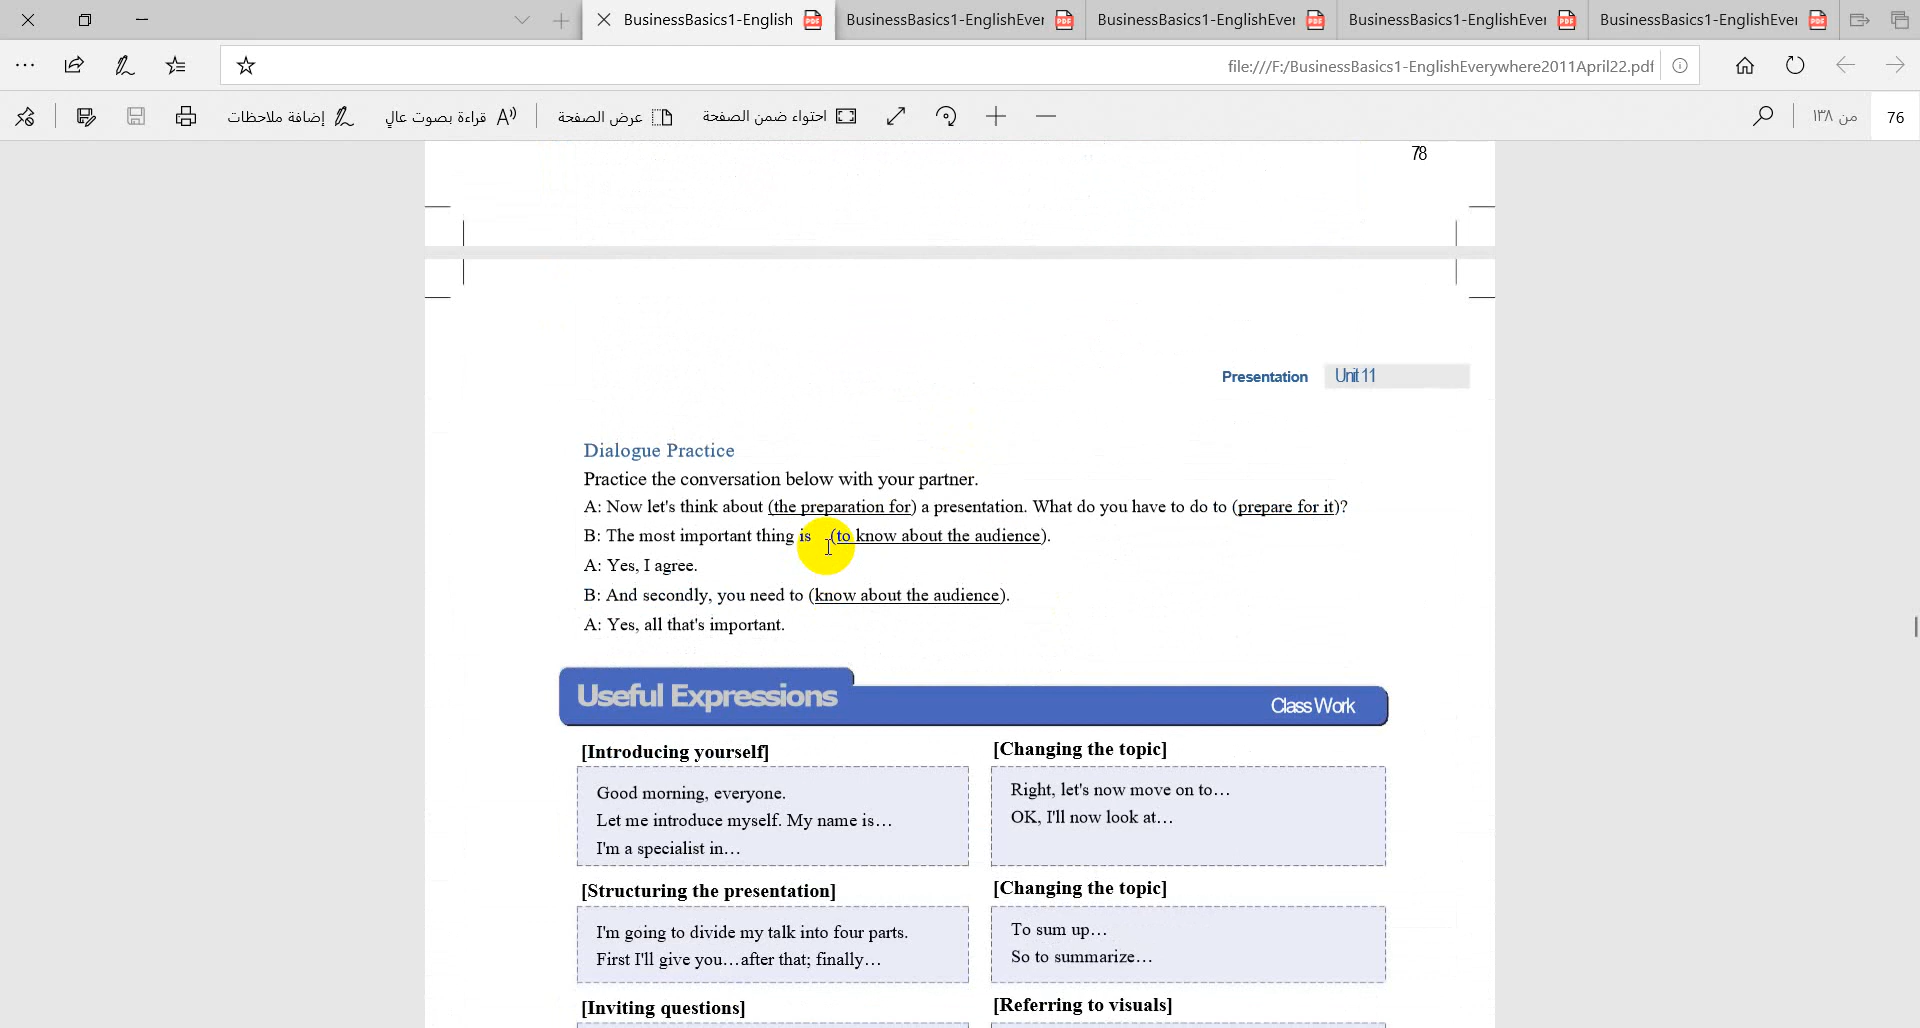 BusinessBasics1-English
BusinessBasics1-EnglishEver
BusinessBasics1-EnglishEver
BusinessBasics1-EnglishEver
BusinessBasics1-EnglishEver
file:///F:/BusinessBasics1-EnglishEverywhere2011April22.pdf
76
من ١٣٨
احتواء ضمن الصفحة
عرض الصفحة
قراءة بصوت عالٍ
إضافة ملاحظات
78
Presentation Unit 11
Dialogue Practice
Practice the conversation below with your partner.
A: Now let's think about (the preparation for) a presentation. What do you have to do to (prepare for it)?
B: The most important thing is (to know about the audience).
A: Yes, I agree.
B: And secondly, you need to (know about the audience).
A: Yes, all that's important.
Useful Expressions
Class Work
[Introducing yourself]
Good morning, everyone.
Let me introduce myself. My name is…
I'm a specialist in…
[Changing the topic]
Right, let's now move on to…
OK, I'll now look at…
[Structuring the presentation]
I'm going to divide my talk into four parts.
First I'll give you…after that; finally…
[Changing the topic]
To sum up…
So to summarize…
[Inviting questions]
[Referring to visuals]